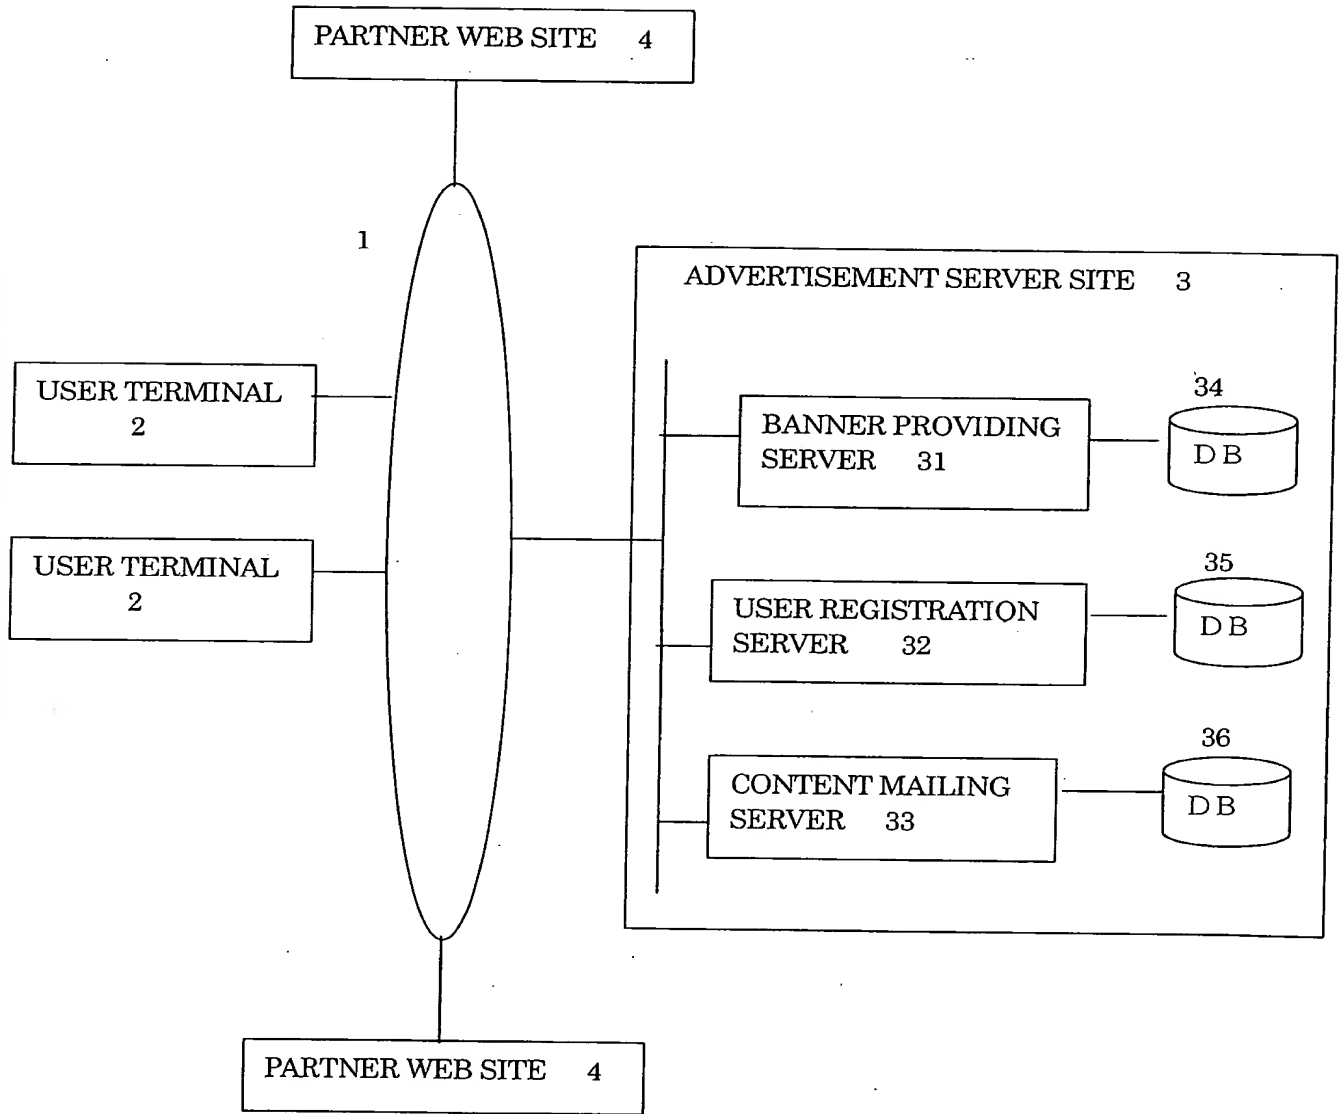 PARTNER WEB SITE 4
1
ADVERTISEMENT SERVER SITE 3
USER TERMINAL
2
34
BANNER PROVIDING
SERVER 31
DB
USER TERMINAL
2
35
USER REGISTRATION
SERVER 32
DB
36
CONTENT MAILING
SERVER 33
DB
PARTNER WEB SITE 4